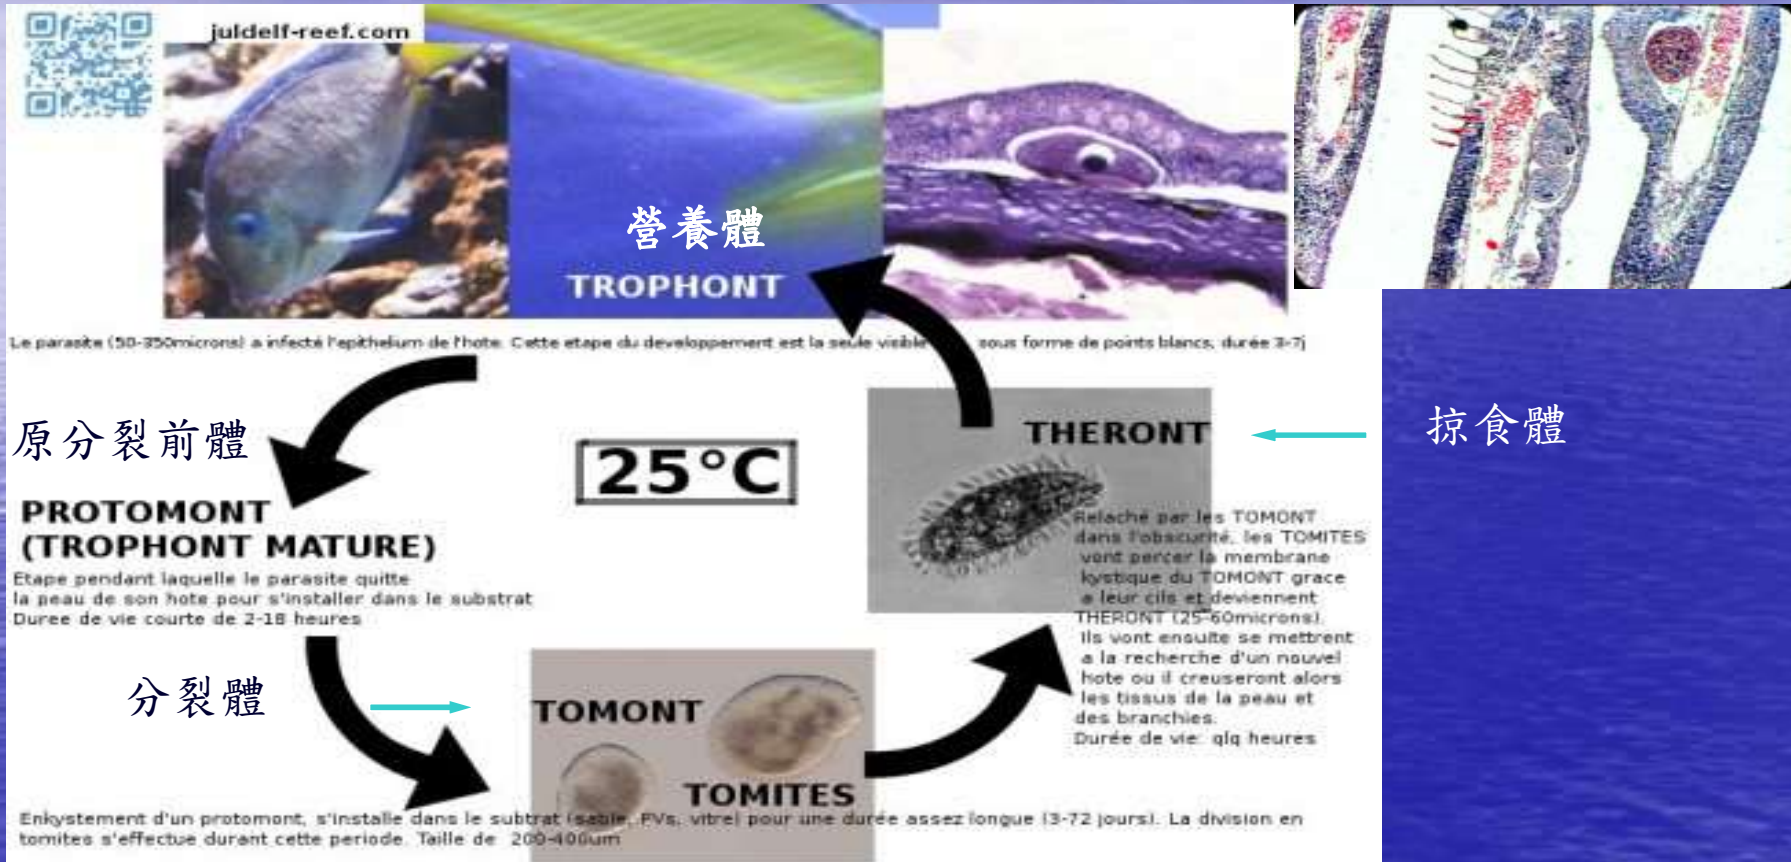 juldelf-reef.com
營養體
TROPHONT
Le parasite (50-350microns) a infecté l'epithelium de l'hote. Cette etape du developpement est la seule visible sous forme de points blancs, durée 3-7j
原分裂前體
PROTOMONT
(TROPHONT MATURE)
Etape pendant laquelle le parasite quitte
la peau de son hote pour s'installer dans le substrat
Duree de vie courte de 2-18 heures
25°C
THERONT
掠食體
Relaché par les TOMONT
dans l'obscurité, les TOMITES
vont percer la membrane
kystique du TOMONT grace
a leur cils et deviennent
THERONT (25-60microns).
Ils vont ensuite se mettrent
a la recherche d'un nouvel
hote ou il creuseront alors
les tissus de la peau et
des branchies.
Durée de vie: qlq heures
分裂體
TOMONT
TOMITES
Enkystement d'un protomont, s'installe dans le subtrat (sable, PVs, vitre) pour une durée assez longue (3-72 jours). La division en
tomites s'effectue durant cette periode. Taille de 200-400um